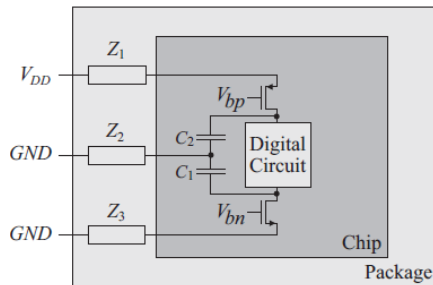 Z1
VDD
Vbp
Z2
C2
GND
Digital
Circuit
C1
Z3
Vbn
GND
Chip
Package